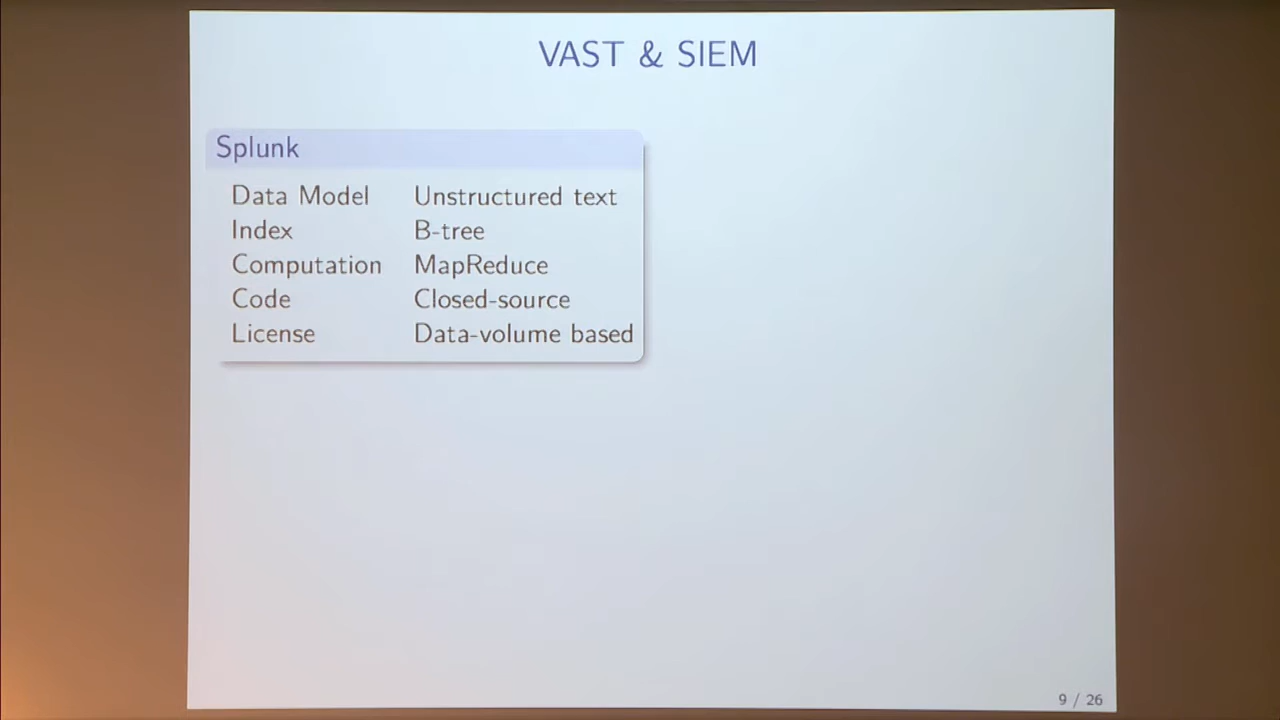 VAST & SIEM
Splunk
Data Model Unstructured text
Index B-tree
Computation MapReduce
Code Closed-source
License Data-volume based
9 / 26